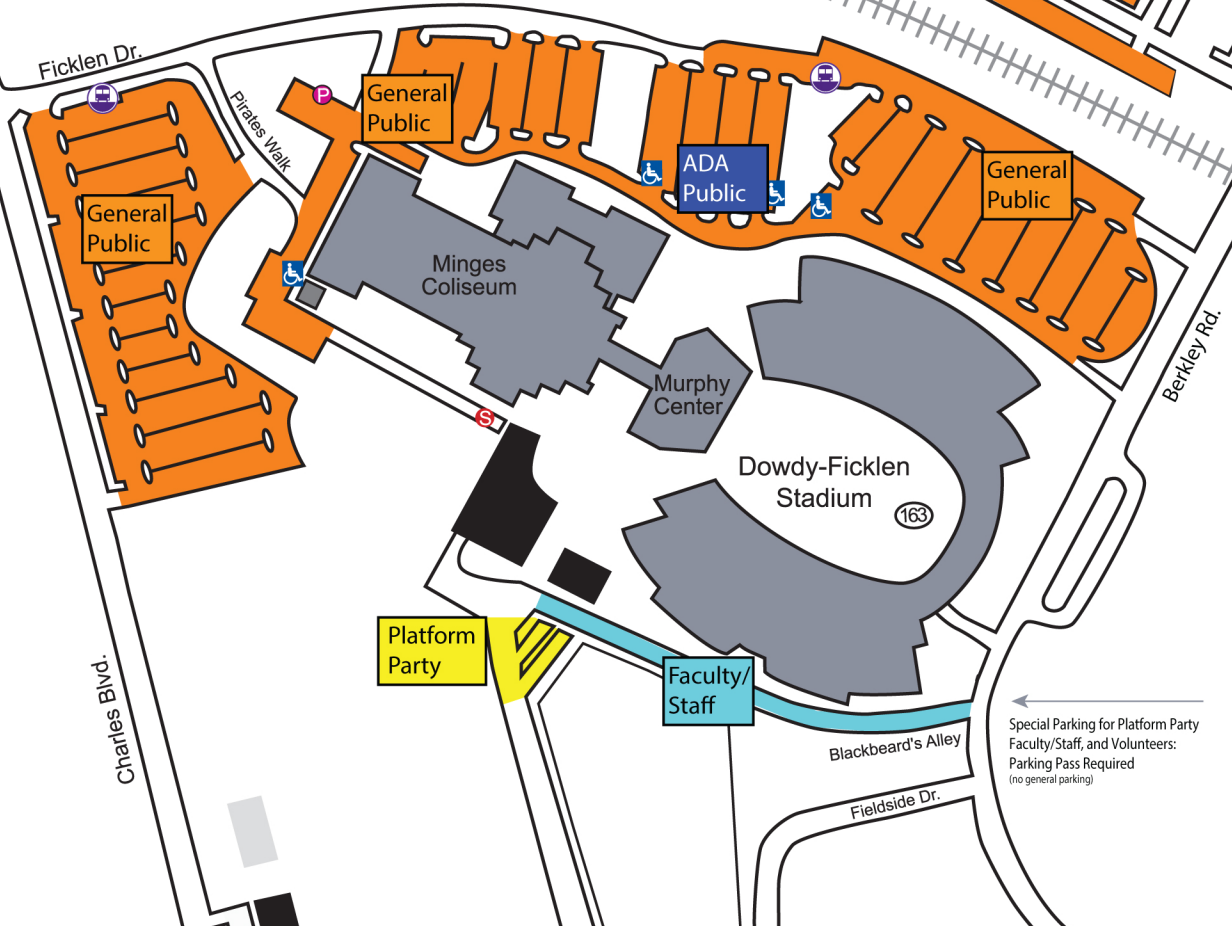 Ficklen Dr.
P
General
Public
Pirates Walk
ADA
Public
General
Public
General
Public
Minges
Coliseum
Berkley Rd.
Murphy
Center
S
Dowdy-Ficklen
Stadium
163
Platform
Party
Faculty/
Staff
Charles Blvd.
Blackbeard's Alley
Special Parking for Platform Party
Faculty/Staff, and Volunteers:
Parking Pass Required
(no general parking)
Fieldside Dr.